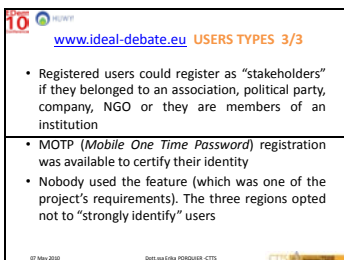 10 HUWY
www.ideal-debate.eu USERS TYPES 3/3
• Registered users could register as “stakeholders”
if they belonged to an association, political party,
company, NGO or they are members of an
institution
• MOTP (Mobile One Time Password) registration
was available to certify their identity
• Nobody used the feature (which was one of the
project’s requirements). The three regions opted
not to “strongly identify” users
07 May 2010 Dott.ssa Erika PORQUIER -CTTS